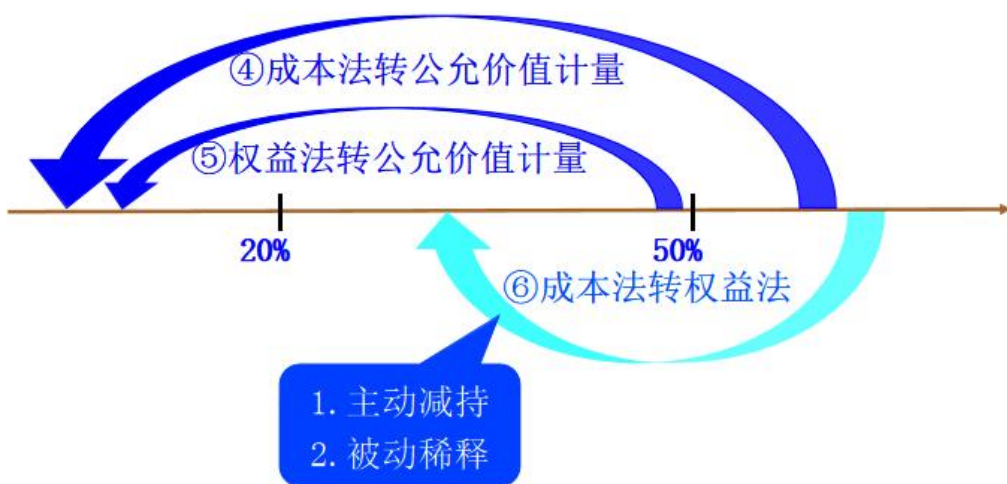 ④成本法转公允价值计量
⑤权益法转公允价值计量
20%
50%
⑥成本法转权益法
1. 主动减持
2. 被动稀释